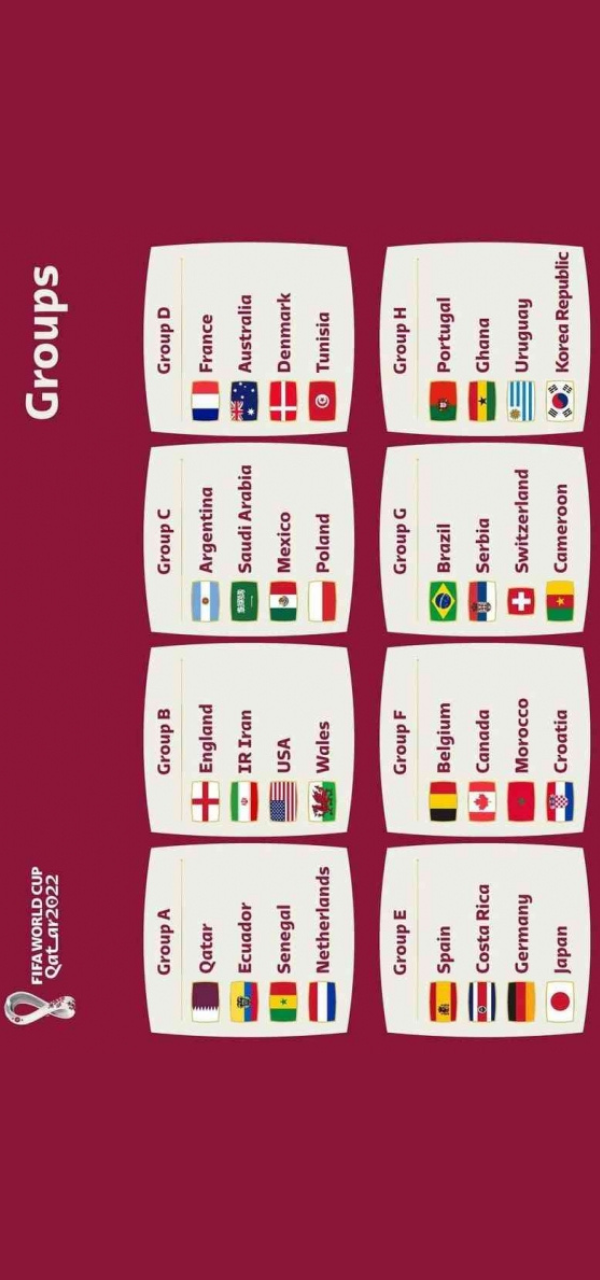 FIFA WORLD CUP
Qatar2022
Groups
Group A
Qatar
Ecuador
Senegal
Netherlands
Group B
England
IR Iran
USA
Wales
Group C
Argentina
Saudi Arabia
Mexico
Poland
Group D
France
Australia
Denmark
Tunisia
Group E
Spain
Costa Rica
Germany
Japan
Group F
Belgium
Canada
Morocco
Croatia
Group G
Brazil
Serbia
Switzerland
Cameroon
Group H
Portugal
Ghana
Uruguay
Korea Republic